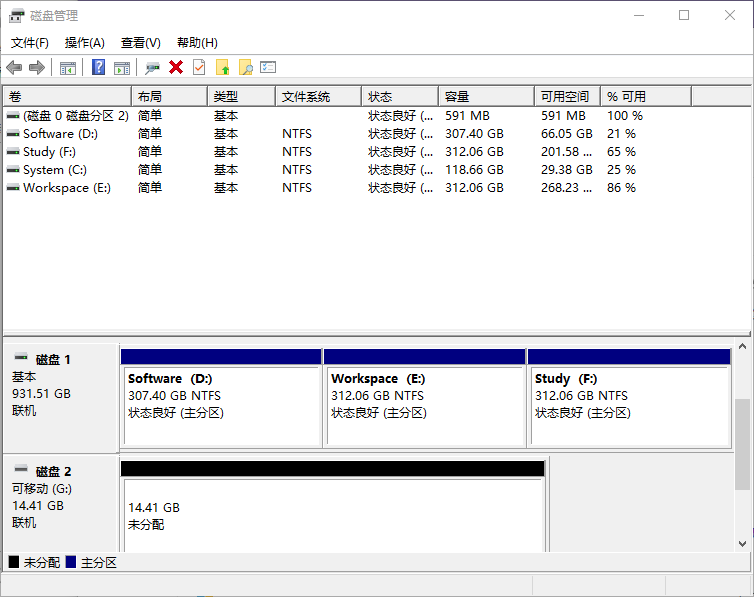 磁盘管理
文件(F) 操作(A) 查看(V) 帮助(H)
卷 布局 类型 文件系统 状态 容量 可用空间 % 可用
(磁盘 0 磁盘分区 2) 简单 基本 状态良好 (... 591 MB 591 MB 100 %
Software (D:) 简单 基本 NTFS 状态良好 (... 307.40 GB 66.05 GB 21 %
Study (F:) 简单 基本 NTFS 状态良好 (... 312.06 GB 201.58 ... 65 %
System (C:) 简单 基本 NTFS 状态良好 (... 118.66 GB 29.38 GB 25 %
Workspace (E:) 简单 基本 NTFS 状态良好 (... 312.06 GB 268.23 ... 86 %
磁盘 1
基本
931.51 GB
联机
Software (D:)
307.40 GB NTFS
状态良好 (主分区)
Workspace (E:)
312.06 GB NTFS
状态良好 (主分区)
Study (F:)
312.06 GB NTFS
状态良好 (主分区)
磁盘 2
可移动 (G:)
14.41 GB
联机
14.41 GB
未分配
未分配 主分区